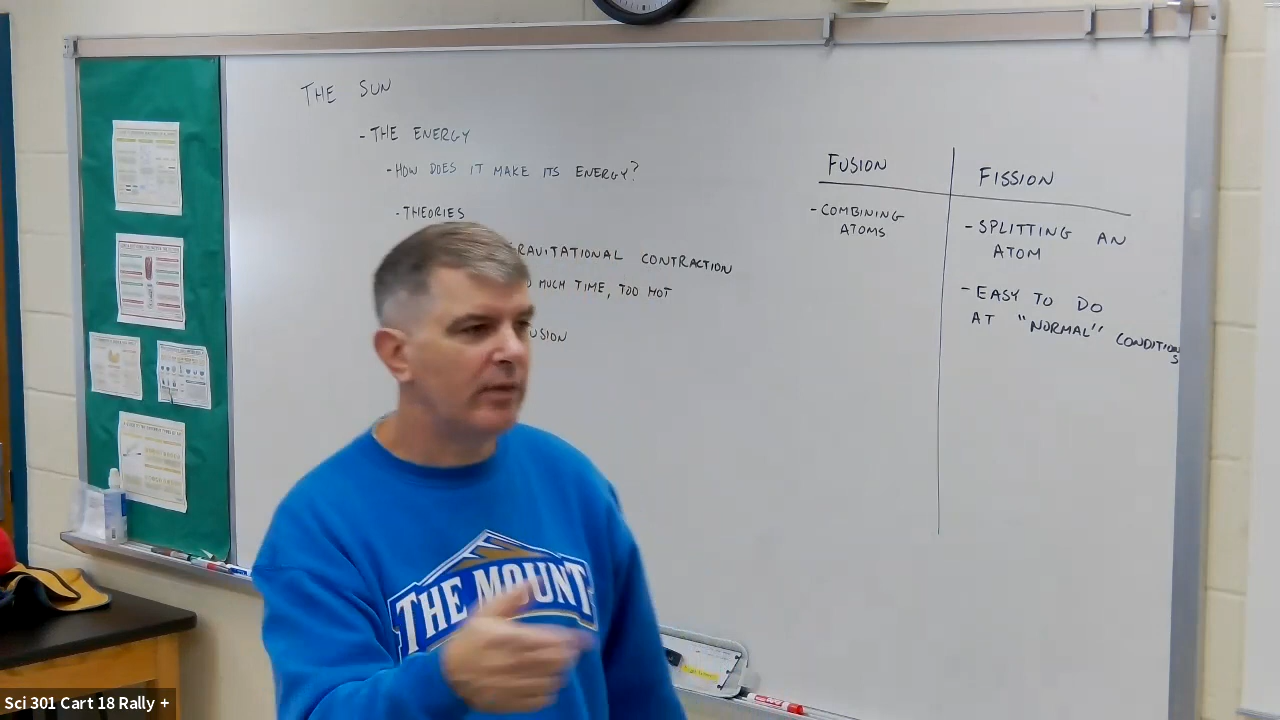 THE SUN
- THE ENERGY
- HOW DOES IT MAKE ITS ENERGY?
- THEORIES
RAVITATIONAL CONTRACTION
MUCH TIME, TOO HOT
USION
FUSION
- COMBINING
ATOMS
FISSION
- SPLITTING AN
ATOM
- EASY TO DO
AT "NORMAL" CONDITIONS
THE MOUNT
Sci 301 Cart 18 Rally +